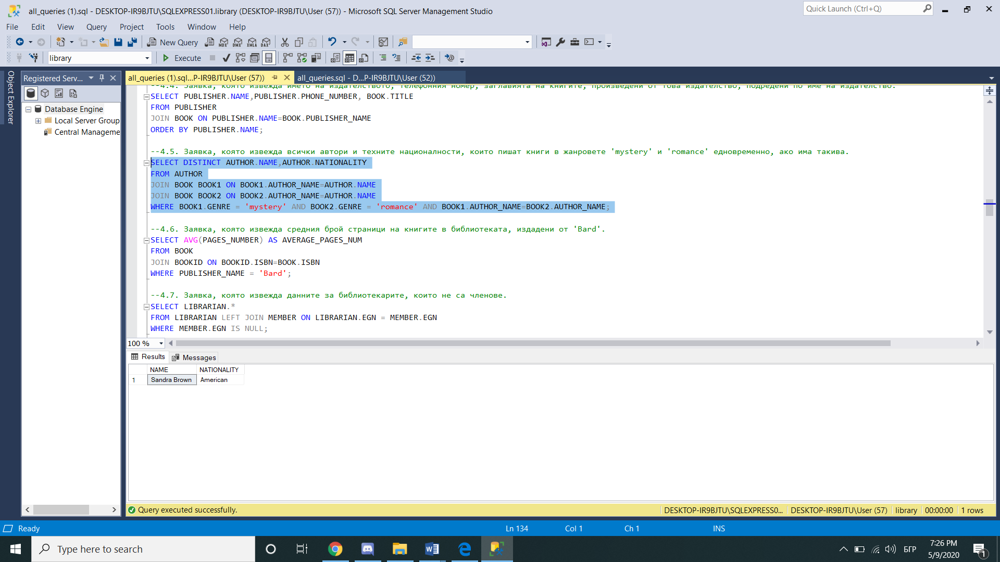 all_queries (1).sql - DESKTOP-IR9BJTU\SQLEXPRESS01.library (DESKTOP-IR9BJTU\User (57)) - Microsoft SQL Server Management Studio
Quick Launch (Ctrl+Q)
File Edit View Query Project Tools Window Help
New Query
MDX DMX XMLA DAX
library
Execute
Object Explorer
Registered Serv...
Database Engine
Local Server Group
Central Manageme
all_queries (1).sql...P-IR9BJTU\User (57))
all_queries.sql - D...P-IR9BJTU\User (52))
--4.4. Заявка, която извежда името на издателството, телефонния номер, заглавията на книгите, произведени от това издателство, подредени по име на издателство.
SELECT PUBLISHER.NAME,PUBLISHER.PHONE_NUMBER, BOOK.TITLE
FROM PUBLISHER
JOIN BOOK ON PUBLISHER.NAME=BOOK.PUBLISHER_NAME
ORDER BY PUBLISHER.NAME;
--4.5. Заявка, която извежда всички автори и техните националности, които пишат книги в жанровете 'mystery' и 'romance' едновременно, ако има такива.
SELECT DISTINCT AUTHOR.NAME,AUTHOR.NATIONALITY
FROM AUTHOR
JOIN BOOK BOOK1 ON BOOK1.AUTHOR_NAME=AUTHOR.NAME
JOIN BOOK BOOK2 ON BOOK2.AUTHOR_NAME=AUTHOR.NAME
WHERE BOOK1.GENRE = 'mystery' AND BOOK2.GENRE = 'romance' AND BOOK1.AUTHOR_NAME=BOOK2.AUTHOR_NAME;
--4.6. Заявка, която извежда средния брой страници на книгите в библиотеката, издадени от 'Bard'.
SELECT AVG(PAGES_NUMBER) AS AVERAGE_PAGES_NUM
FROM BOOK
JOIN BOOKID ON BOOKID.ISBN=BOOK.ISBN
WHERE PUBLISHER_NAME = 'Bard';
--4.7. Заявка, която извежда данните за библиотекарите, които не са членове.
SELECT LIBRARIAN.*
FROM LIBRARIAN LEFT JOIN MEMBER ON LIBRARIAN.EGN = MEMBER.EGN
WHERE MEMBER.EGN IS NULL;
100 %
Results Messages
NAME NATIONALITY
1 Sandra Brown American
Query executed successfully.
DESKTOP-IR9BJTU\SQLEXPRESS0... DESKTOP-IR9BJTU\User (57) library 00:00:00 1 rows
Ready Ln 134 Col 1 Ch 1 INS
Type here to search
БГР
7:26 PM
5/9/2020
1